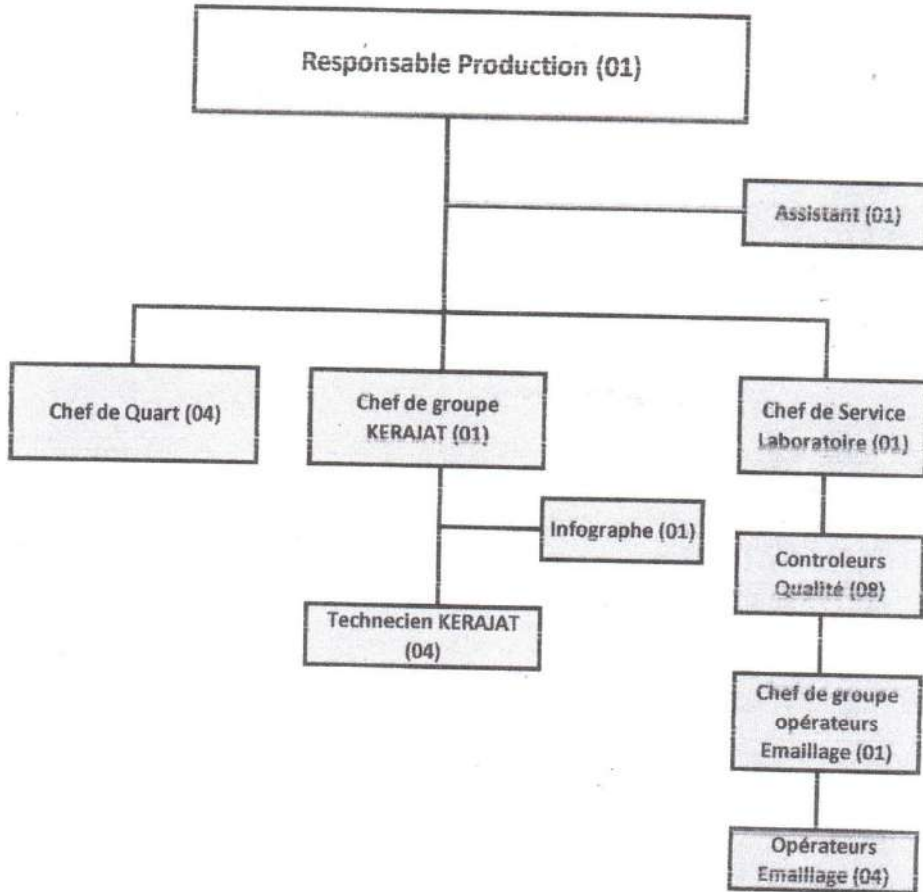 Responsable Production (01)
Assistant (01)
Chef de Quart (04)
Chef de groupe
KERAJAT (01)
Chef de Service
Laboratoire (01)
Infographe (01)
Technecien KERAJAT
(04)
Controleurs
Qualité (08)
Chef de groupe
opérateurs
Emaillage (01)
Opérateurs
Emaillage (04)